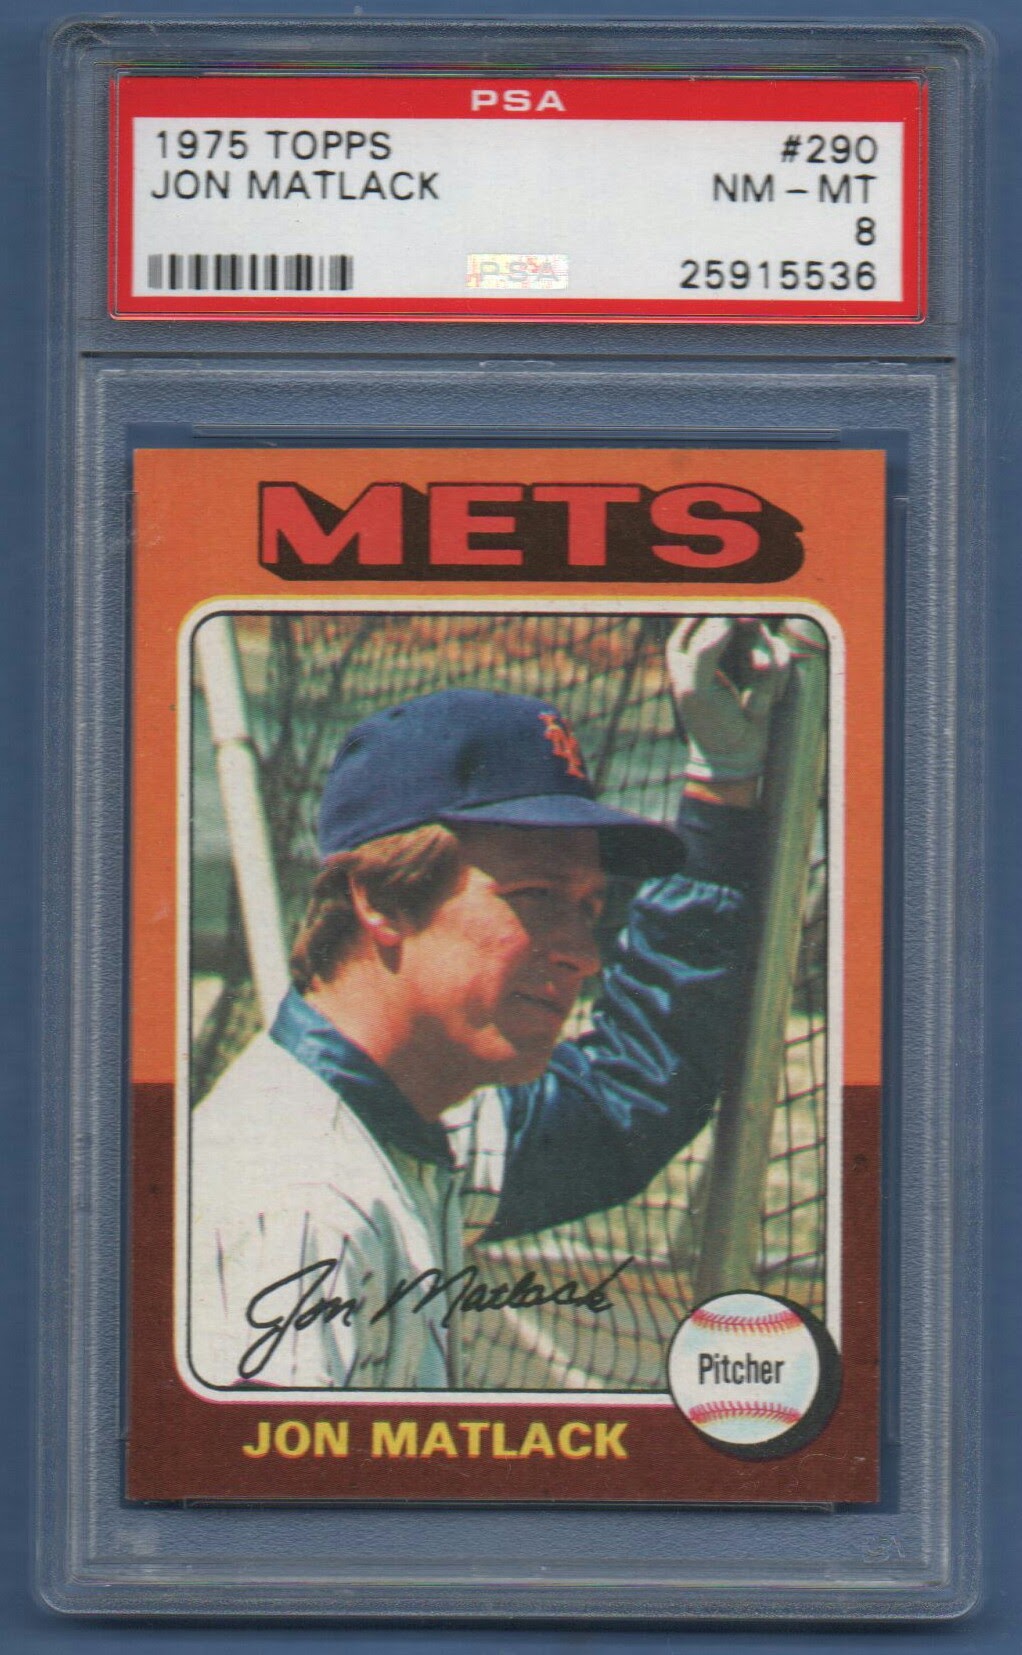 PSA
1975 TOPPS #290
JON MATLACK NM - MT
8
PSA 25915536
METS
Jon Matlack
Pitcher
JON MATLACK